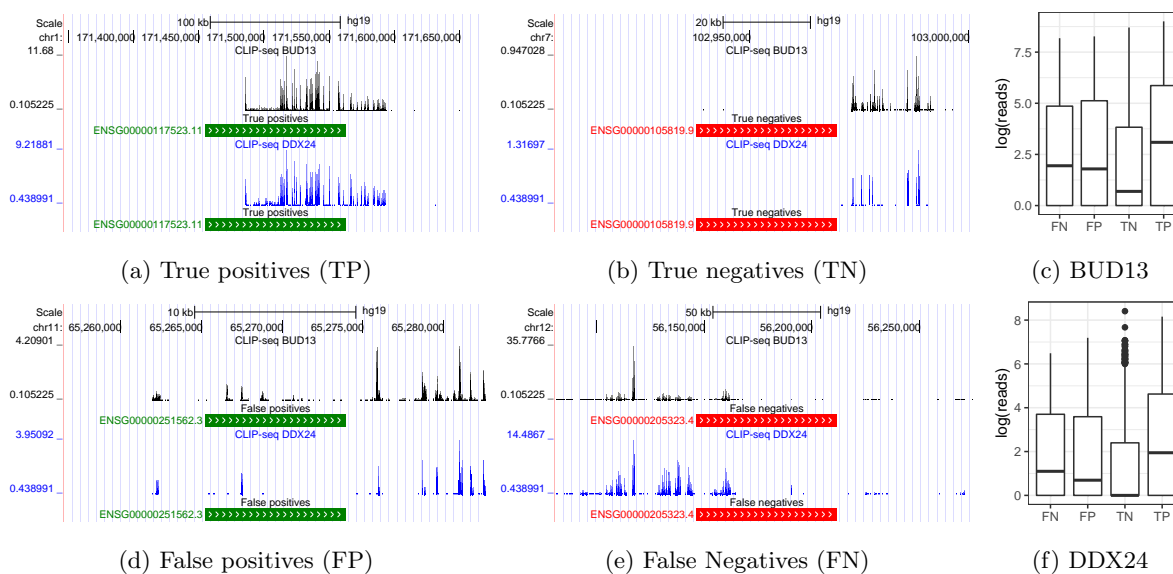 Scale 100 kb hg19
chr1: 171,400,000 171,450,000 171,500,000 171,550,000 171,600,000 171,650,000
CLIP-seq BUD13
11.68 _
0.105225 _
True positives
ENSG00000117523.11
CLIP-seq DDX24
9.21881 _
0.438991 _
True positives
ENSG00000117523.11
(a) True positives (TP)
Scale 20 kb hg19
chr7: 102,950,000 103,000,000
CLIP-seq BUD13
0.947028 _
0.105225 _
True negatives
ENSG00000105819.9
CLIP-seq DDX24
1.31697 _
0.438991 _
True negatives
ENSG00000105819.9
(b) True negatives (TN)
log(reads)
7.5
5.0
2.5
0.0
FN FP TN TP
(c) BUD13
Scale 10 kb hg19
chr11: 65,260,000 65,265,000 65,270,000 65,275,000 65,280,000
CLIP-seq BUD13
4.20901 _
0.105225 _
False positives
ENSG00000251562.3
CLIP-seq DDX24
3.95092 _
0.438991 _
False positives
ENSG00000251562.3
(d) False positives (FP)
Scale 50 kb hg19
chr12: 56,150,000 56,200,000 56,250,000
CLIP-seq BUD13
35.7766 _
0.105225 _
False negatives
ENSG00000205323.4
CLIP-seq DDX24
14.4867 _
0.438991 _
False negatives
ENSG00000205323.4
(e) False Negatives (FN)
log(reads)
8
6
4
2
0
FN FP TN TP
(f) DDX24